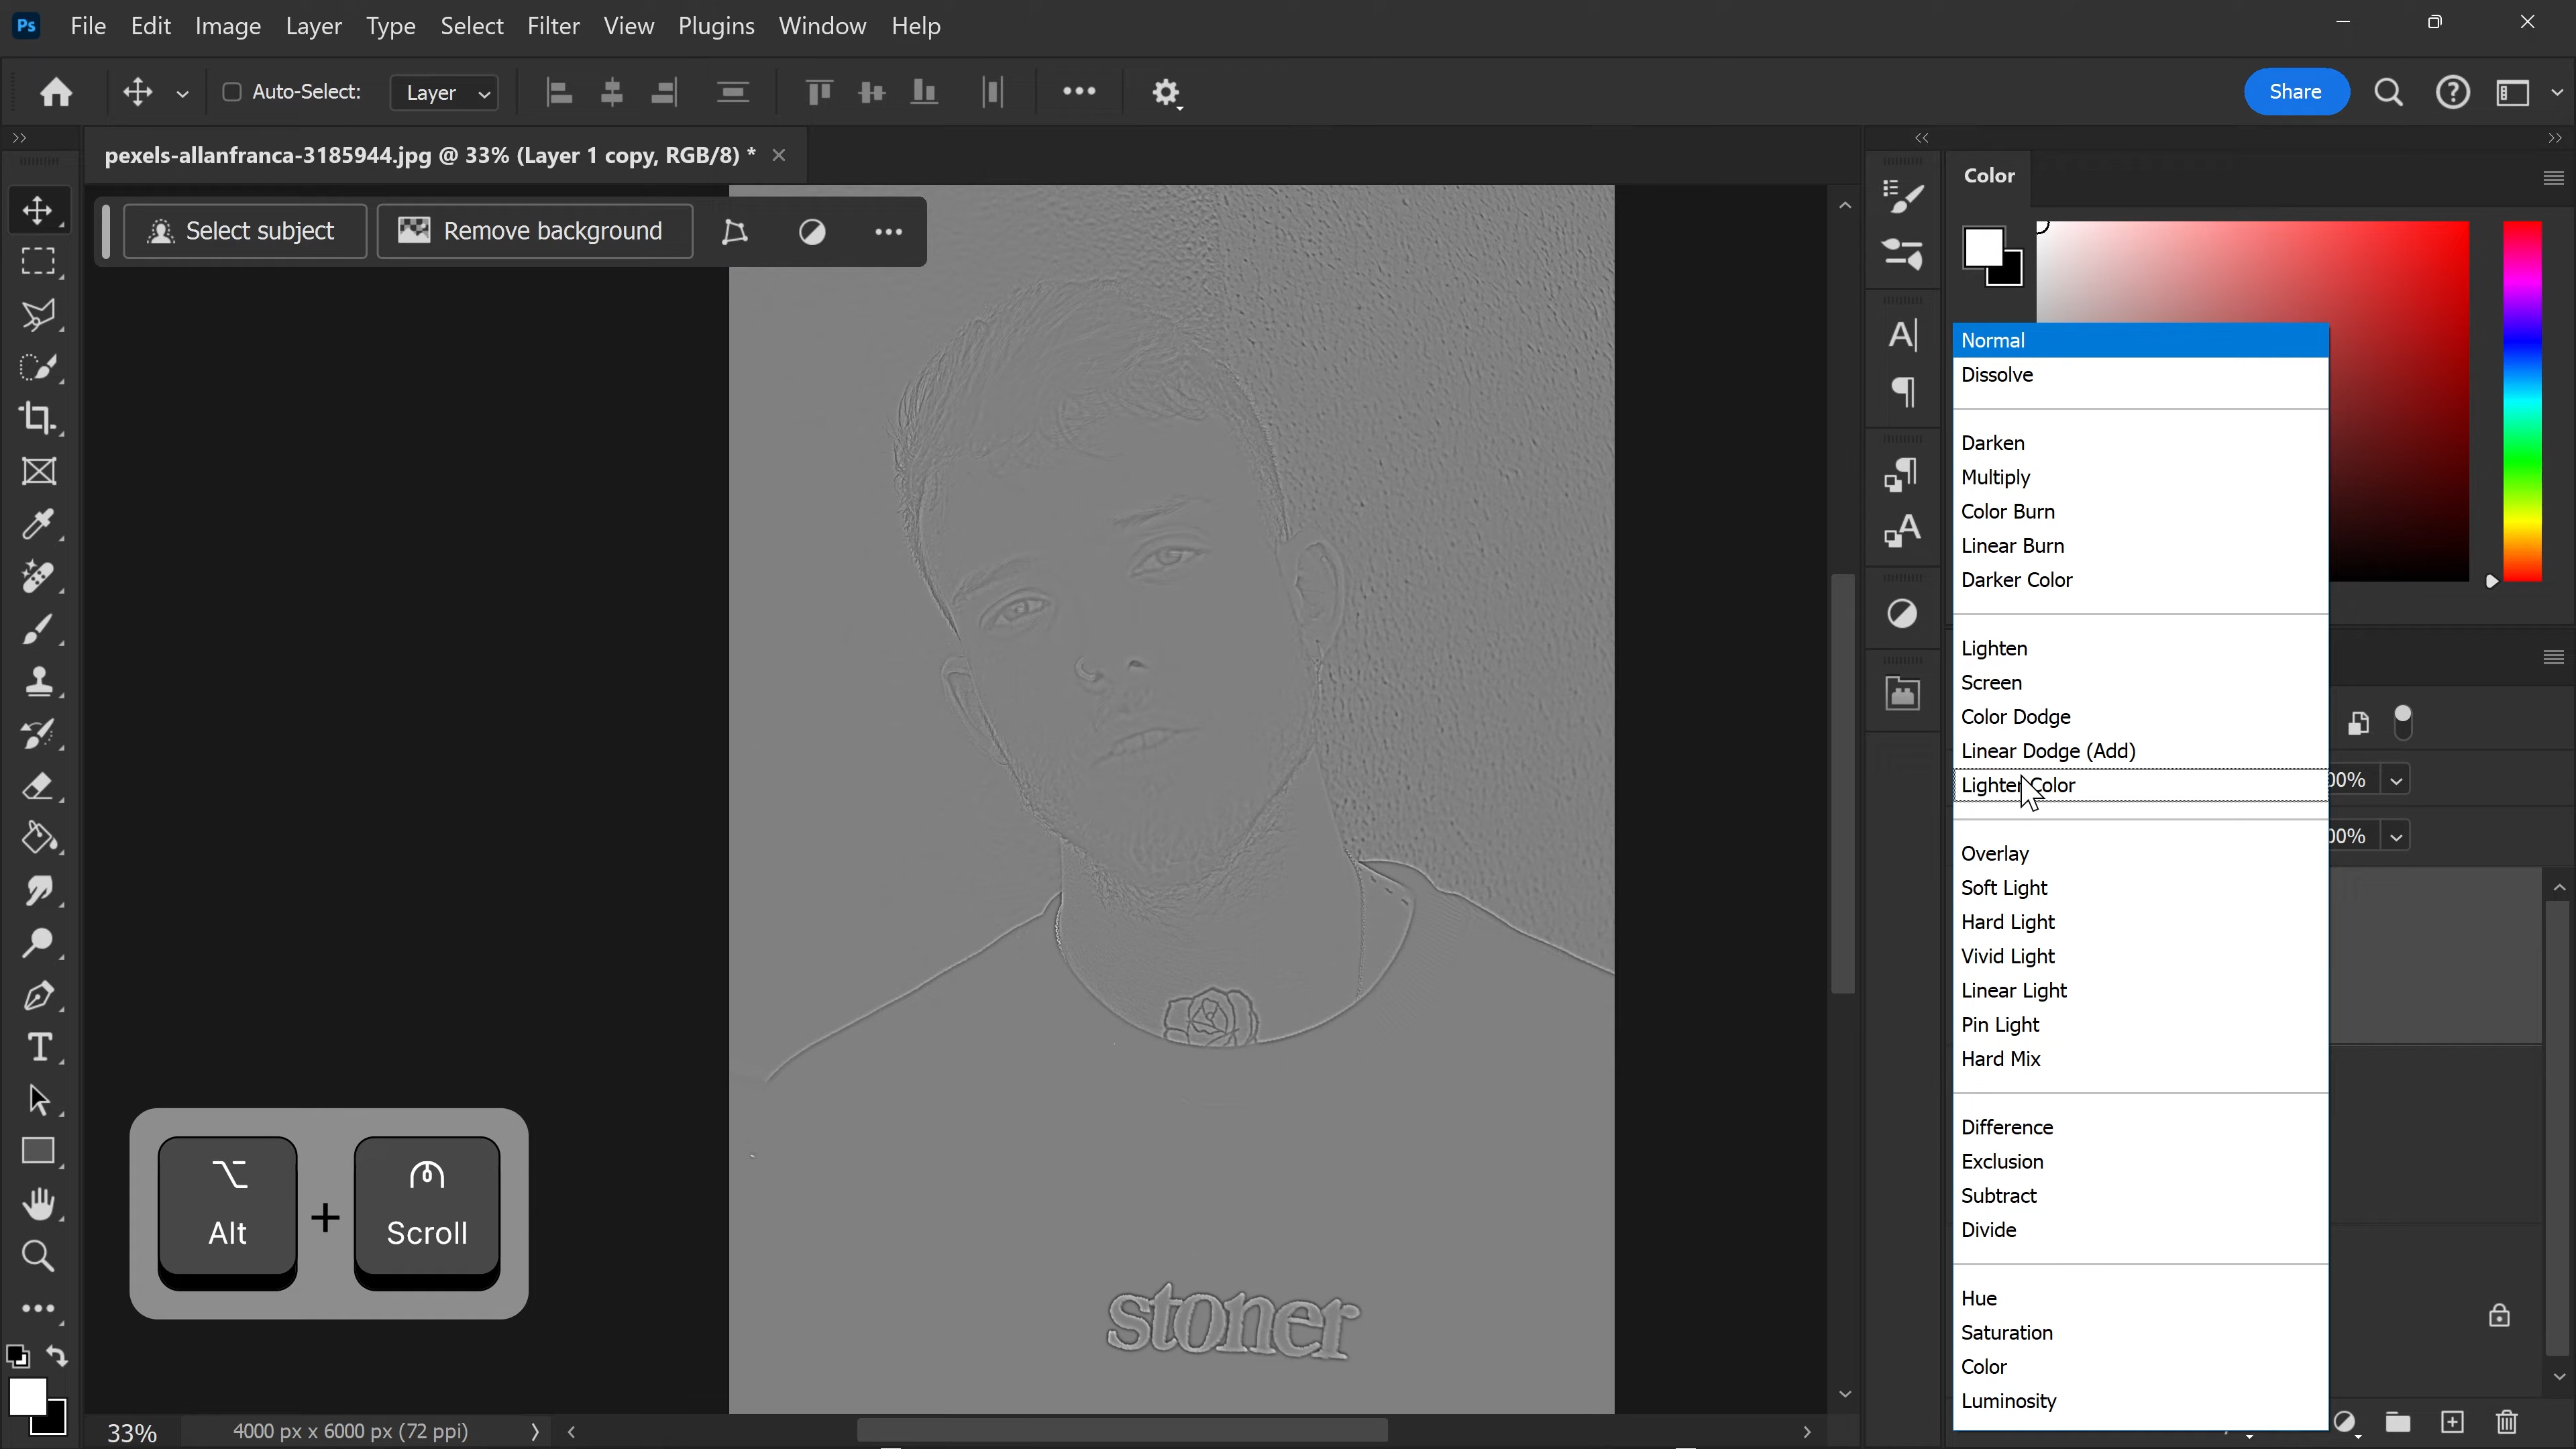 Ps File Edit Image Layer Type Select Filter View Plugins Window Help
Auto-Select: Layer Share
pexels-allanfranca-3185944.jpg @ 33% (Layer 1 copy, RGB/8) *
Color
Select subject Remove background
Normal
Dissolve
Darken
Multiply
Color Burn
Linear Burn
Darker Color
Lighten
Screen
Color Dodge
Linear Dodge (Add)
Lighter Color
Overlay
Soft Light
Hard Light
Vivid Light
Linear Light
Pin Light
Hard Mix
Difference
Exclusion
Subtract
Divide
Hue
Saturation
Color
Luminosity
Alt + Scroll
stoner
33% 4000 px x 6000 px (72 ppi)